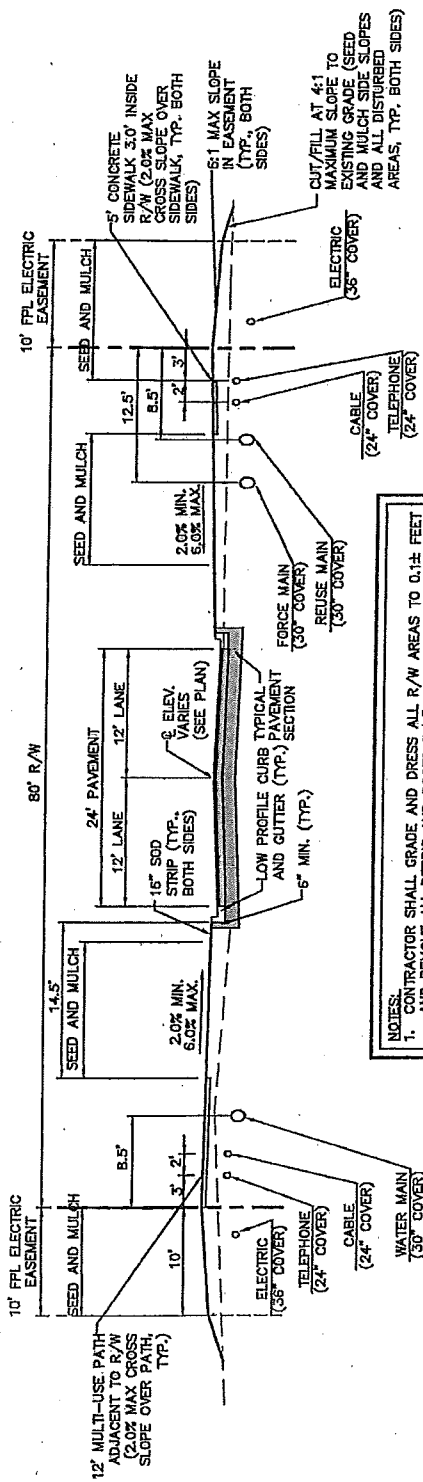 80' R/W
10' FPL ELECTRIC
EASEMENT
SEED AND MULCH
10'
3'
2'
8.5'
14.5'
SEED AND MULCH
2.0% MIN.
6.0% MAX.
12' MULTI-USE PATH
ADJACENT TO R/W
(2.0% MAX CROSS
SLOPE OVER PATH,
TYP.)
ELECTRIC
(36" COVER)
TELEPHONE
(24" COVER)
CABLE
(24" COVER)
WATER MAIN
(30" COVER)
16" SOD
STRIP (TYP.,
BOTH SIDES)
24' PAVEMENT
12' LANE
12' LANE
℄ ELEV.
VARIES
(SEE PLAN)
LOW PROFILE CURB
AND GUTTER (TYP.)
6" MIN. (TYP.)
TYPICAL
PAVEMENT
SECTION
2.0% MIN.
6.0% MAX.
SEED AND MULCH
12.5'
8.5'
2'
3'
FORCE MAIN
(30" COVER)
REUSE MAIN
(30" COVER)
CABLE
(24" COVER)
TELEPHONE
(24" COVER)
ELECTRIC
(36" COVER)
10' FPL ELECTRIC
EASEMENT
SEED AND MULCH
5' CONCRETE
SIDEWALK 3.0' INSIDE
R/W (2.0% MAX
CROSS SLOPE OVER
SIDEWALK, TYP. BOTH
SIDES)
6:1 MAX SLOPE
IN EASEMENT
(TYP., BOTH
SIDES)
CUT/FILL AT 4:1
MAXIMUM SLOPE TO
EXISTING GRADE (SEED
AND MULCH SIDE SLOPES
AND ALL DISTURBED
AREAS, TYP. BOTH SIDES)
NOTES:
1. CONTRACTOR SHALL GRADE AND DRESS ALL R/W AREAS TO 0.1± FEET